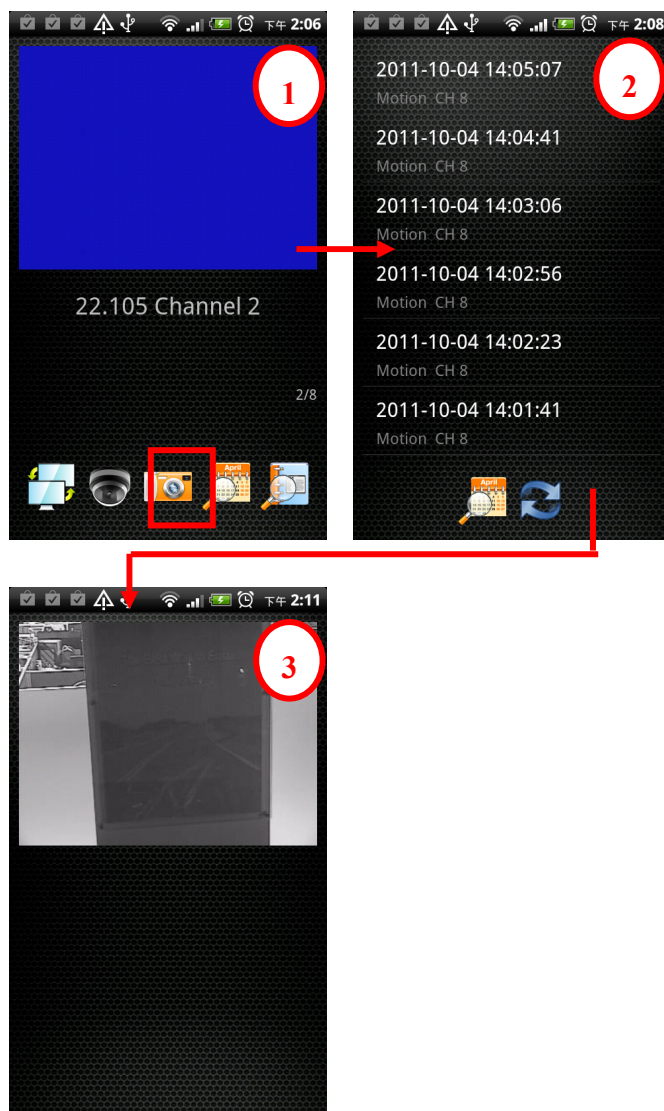 下午 2:06
1
22.105 Channel 2
2/8
April
下午 2:08
2
2011-10-04 14:05:07
Motion CH 8
2011-10-04 14:04:41
Motion CH 8
2011-10-04 14:03:06
Motion CH 8
2011-10-04 14:02:56
Motion CH 8
2011-10-04 14:02:23
Motion CH 8
2011-10-04 14:01:41
Motion CH 8
April
下午 2:11
3